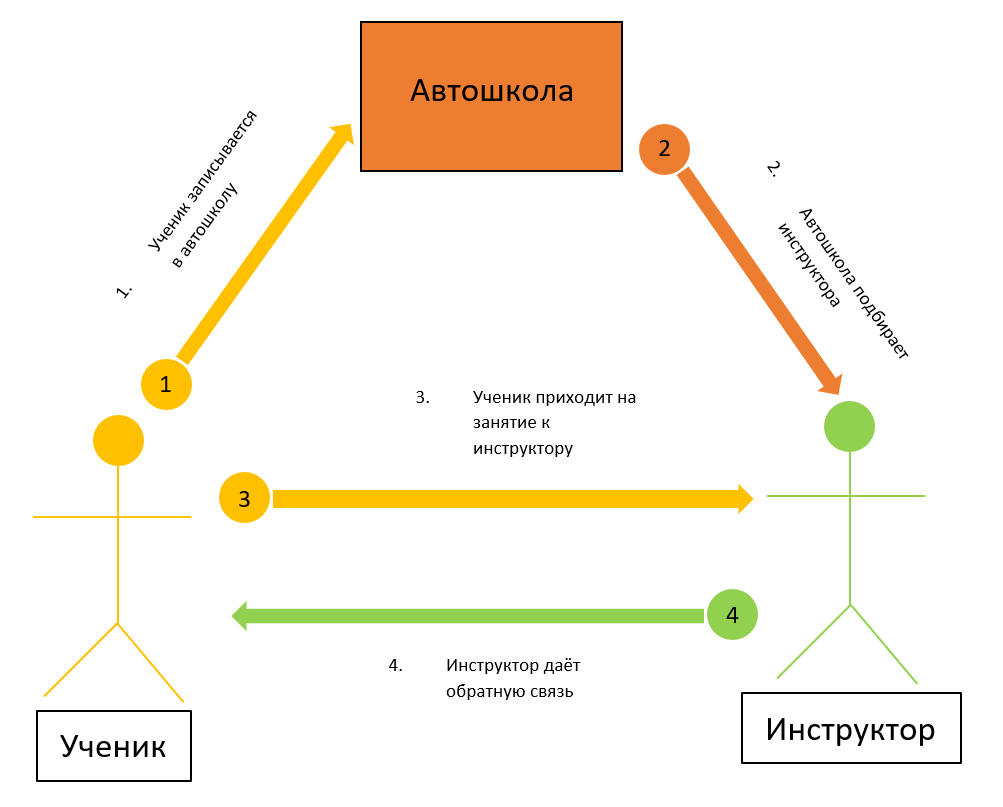 Автошкола
1. Ученик записывается
в автошколу
2
2. Автошкола подбирает
инструктора
1
3. Ученик приходит на
занятие к
инструктору
3
4
4. Инструктор даёт
обратную связь
Ученик
Инструктор